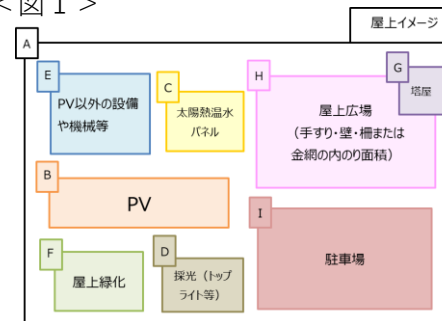 ＜図１＞
屋上イメージ
A
E
PV以外の設備
や機械等
C
太陽熱温水
パネル
H
屋上広場
（手すり・壁・柵または
金網の内のり面積）
G
塔屋
B
PV
I
駐車場
F
屋上緑化
D
採光（トップ
ライト等）